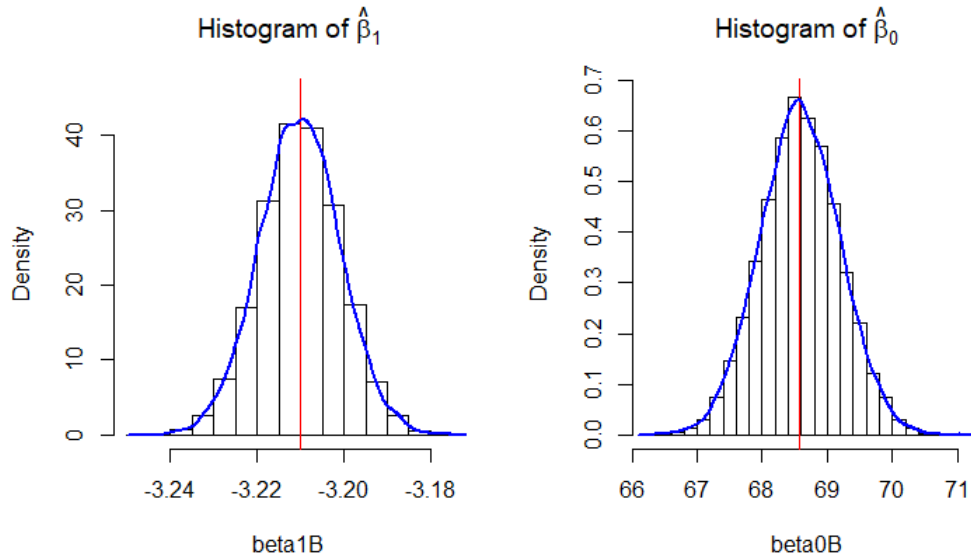 Histogram of β̂₁
Density
0 10 20 30 40
-3.24 -3.22 -3.20 -3.18
beta1B
Histogram of β̂₀
Density
0.0 0.1 0.2 0.3 0.4 0.5 0.6 0.7
66 67 68 69 70 71
beta0B